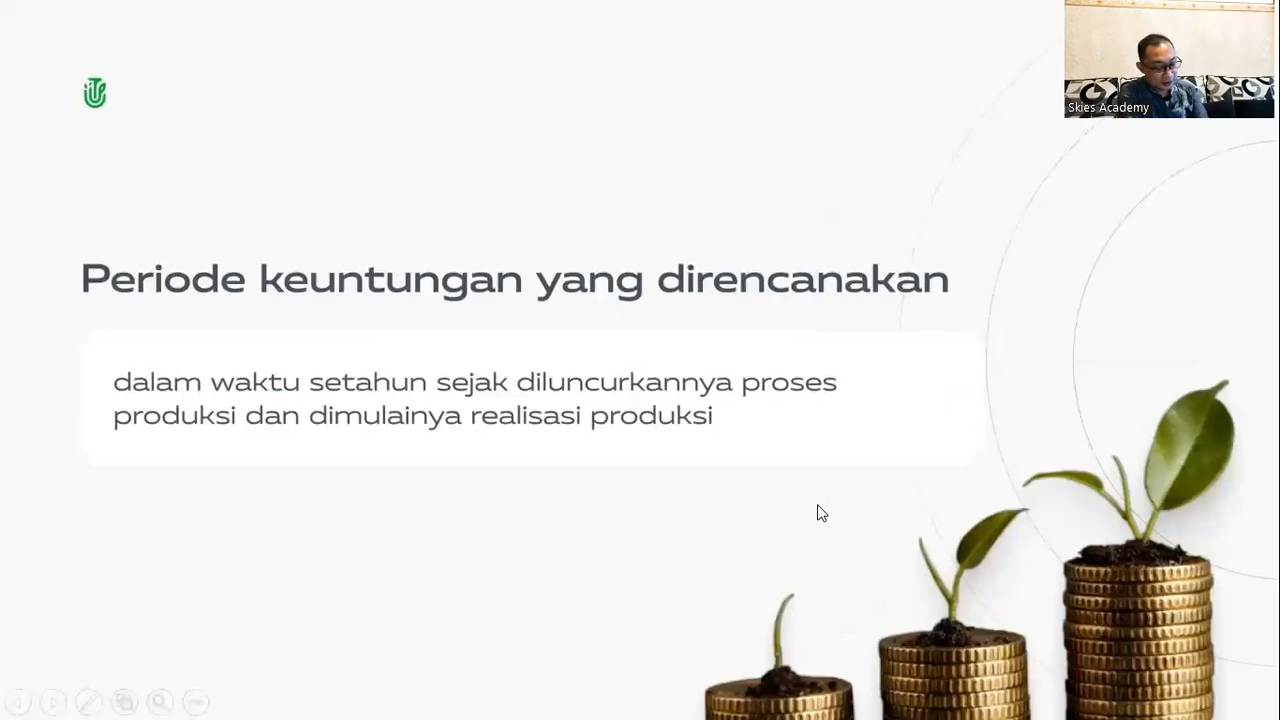 Skies Academy
Periode keuntungan yang direncanakan
dalam waktu setahun sejak diluncurkannya proses
produksi dan dimulainya realisasi produksi